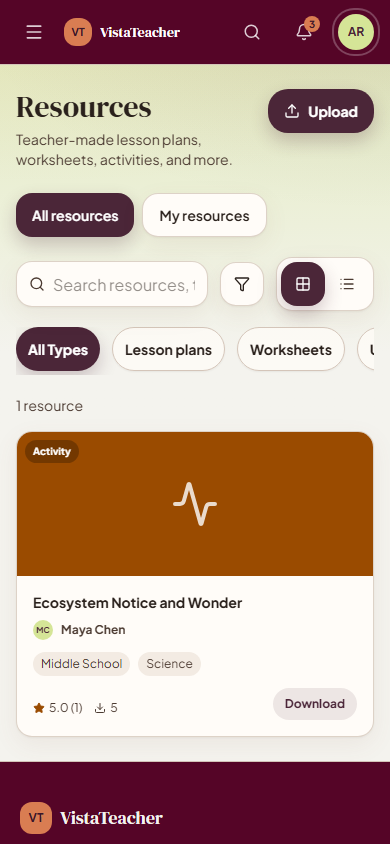 VT VistaTeacher 3 AR
Resources
Upload
Teacher-made lesson plans,
worksheets, activities, and more.
All resources My resources
Search resources, t
All Types Lesson plans Worksheets
1 resource
Activity
Ecosystem Notice and Wonder
MC Maya Chen
Middle School Science
5.0 (1) 5 Download
VT VistaTeacher